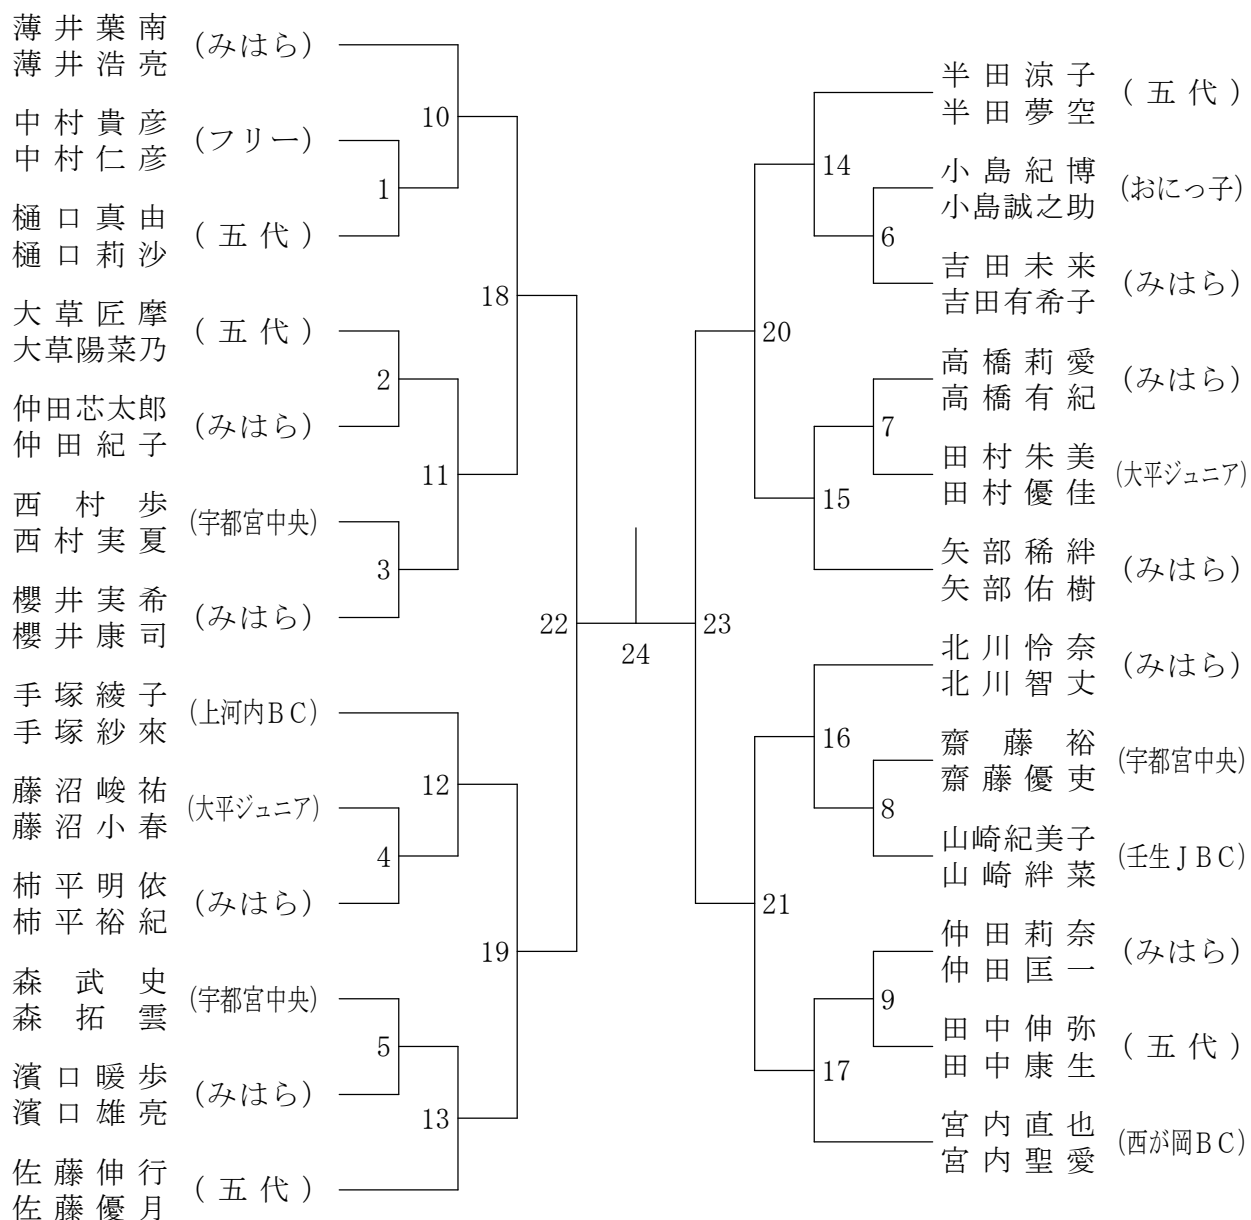 薄井葉南
薄井浩亮
(みはら)
中村貴彦
中村仁彦
(フリー)
樋口真由
樋口莉沙
(五代)
大草匠摩
大草陽菜乃
(五代)
仲田芯太郎
仲田紀子
(みはら)
西村歩
西村実夏
(宇都宮中央)
櫻井実希
櫻井康司
(みはら)
手塚綾子
手塚紗來
(上河内BC)
藤沼峻祐
藤沼小春
(大平ジュニア)
柿平明依
柿平裕紀
(みはら)
森武史
森拓雲
(宇都宮中央)
濱口暖歩
濱口雄亮
(みはら)
佐藤伸行
佐藤優月
(五代)
1
2
3
4
5
10
11
12
13
18
19
22
24
23
20
21
14
15
16
17
6
7
8
9
半田涼子
半田夢空
(五代)
小島紀博
小島誠之助
(おにっ子)
吉田未来
吉田有希子
(みはら)
高橋莉愛
高橋有紀
(みはら)
田村朱美
田村優佳
(大平ジュニア)
矢部稀絆
矢部佑樹
(みはら)
北川怜奈
北川智丈
(みはら)
齋藤裕
齋藤優吏
(宇都宮中央)
山崎紀美子
山崎絆菜
(壬生JBC)
仲田莉奈
仲田匡一
(みはら)
田中伸弥
田中康生
(五代)
宮内直也
宮内聖愛
(西が岡BC)